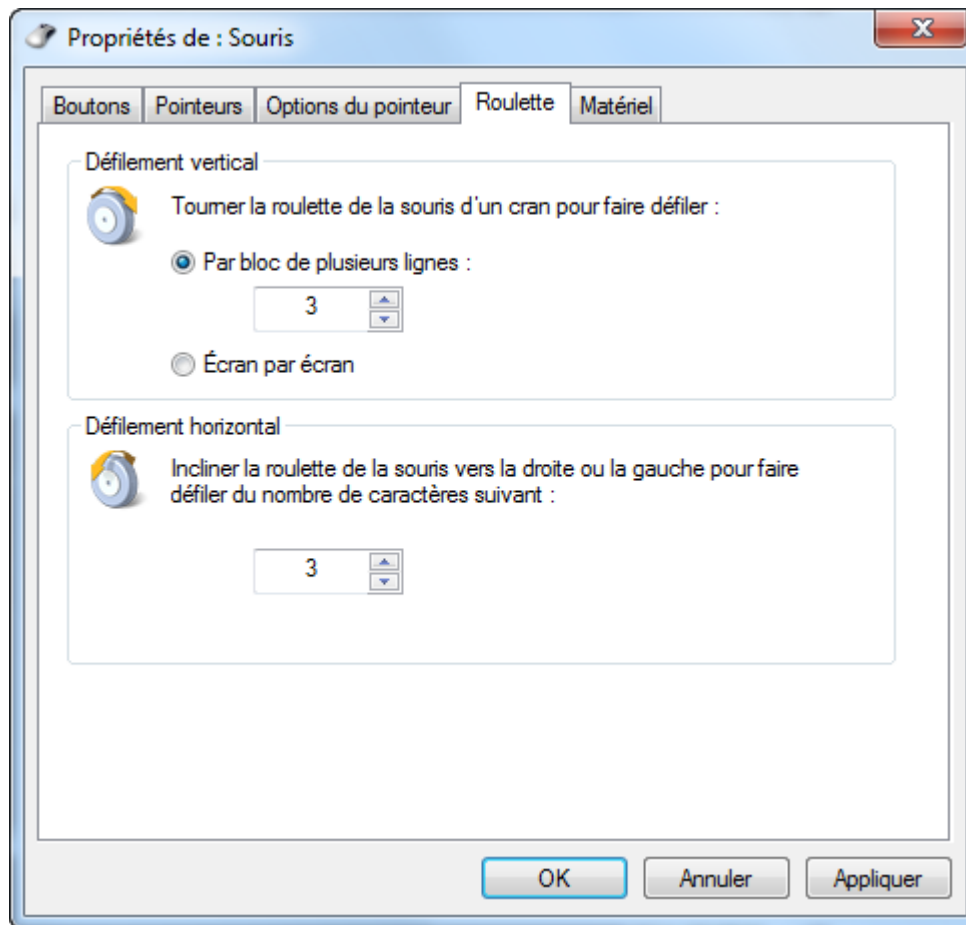 Propriétés de : Souris
Boutons
Pointeurs
Options du pointeur
Roulette
Matériel
Défilement vertical
Tourner la roulette de la souris d'un cran pour faire défiler :
Par bloc de plusieurs lignes :
3
Écran par écran
Défilement horizontal
Incliner la roulette de la souris vers la droite ou la gauche pour faire
défiler du nombre de caractères suivant :
3
OK
Annuler
Appliquer